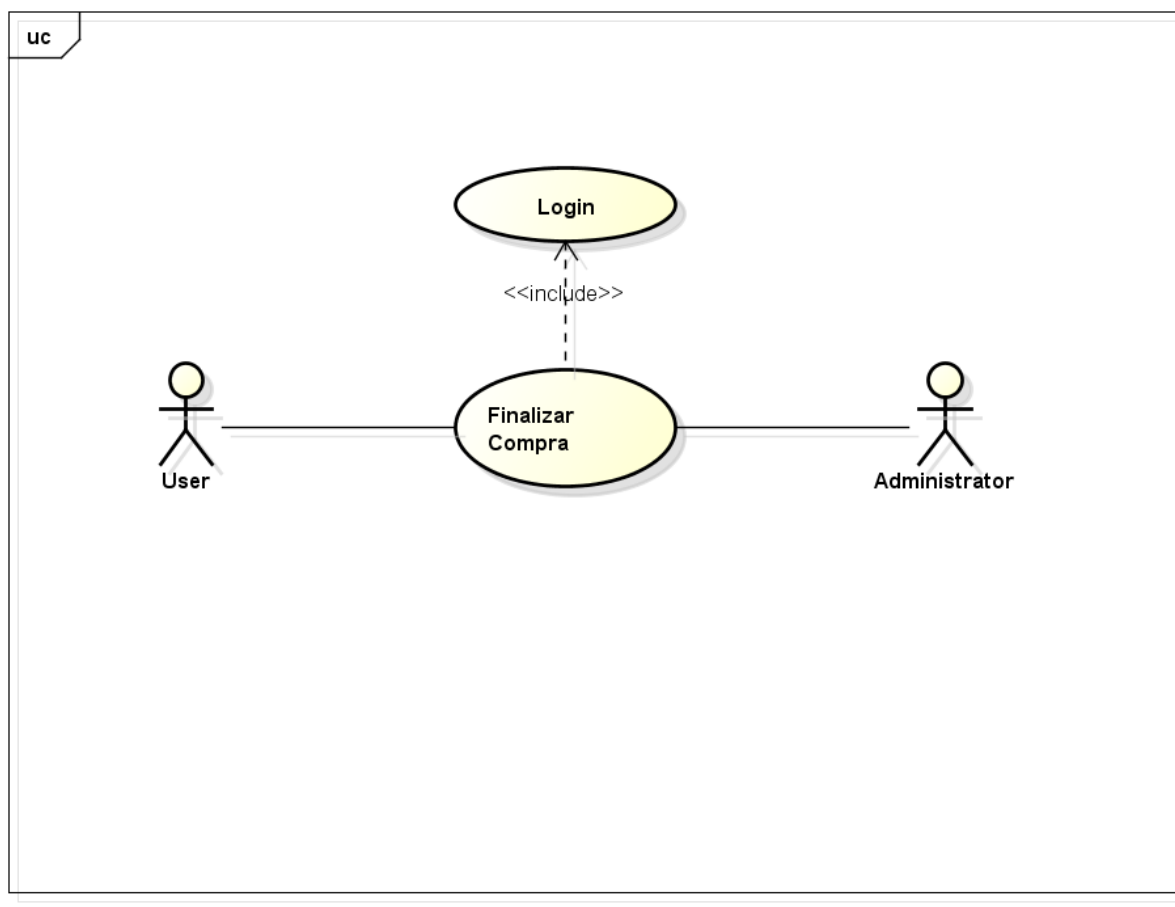 uc
Login
<<include>>
Finalizar
Compra
User
Administrator